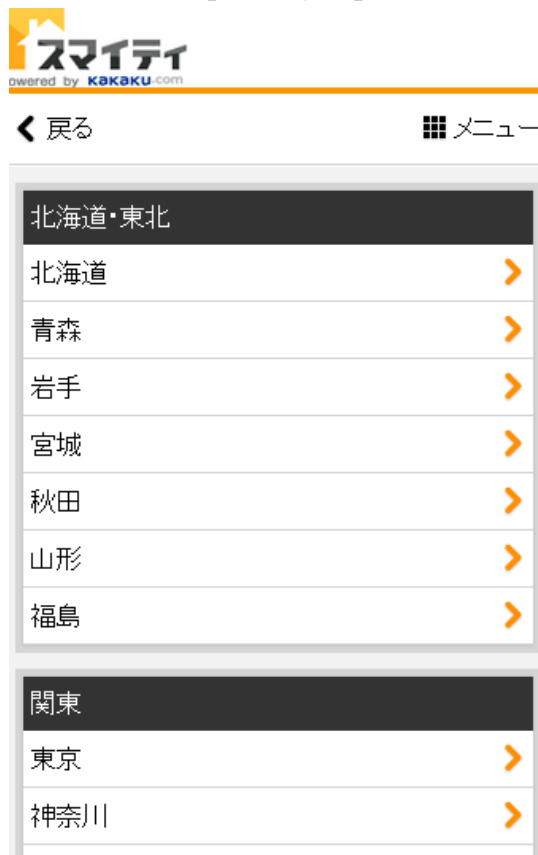 スマイティ
owered by KAKAKU.com
戻る
メニュー
北海道・東北
北海道
青森
岩手
宮城
秋田
山形
福島
関東
東京
神奈川